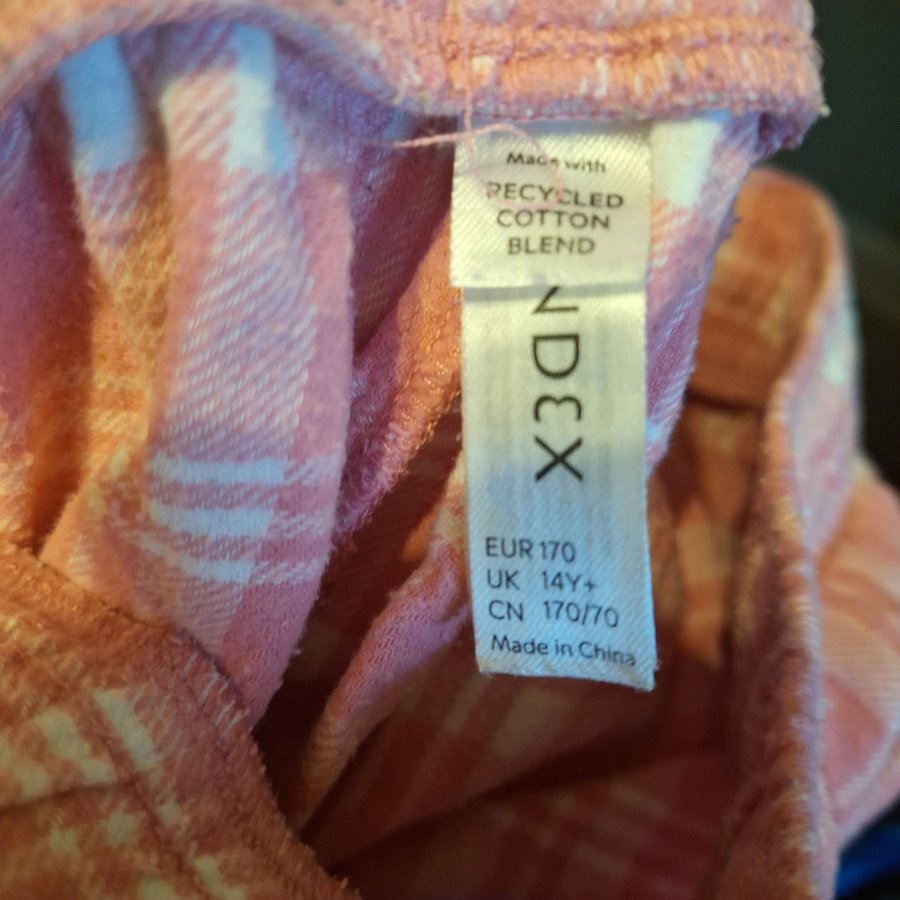 Made with
RECYCLED
COTTON
BLEND
NDEX
EUR 170
UK 14Y+
CN 170/70
Made in China